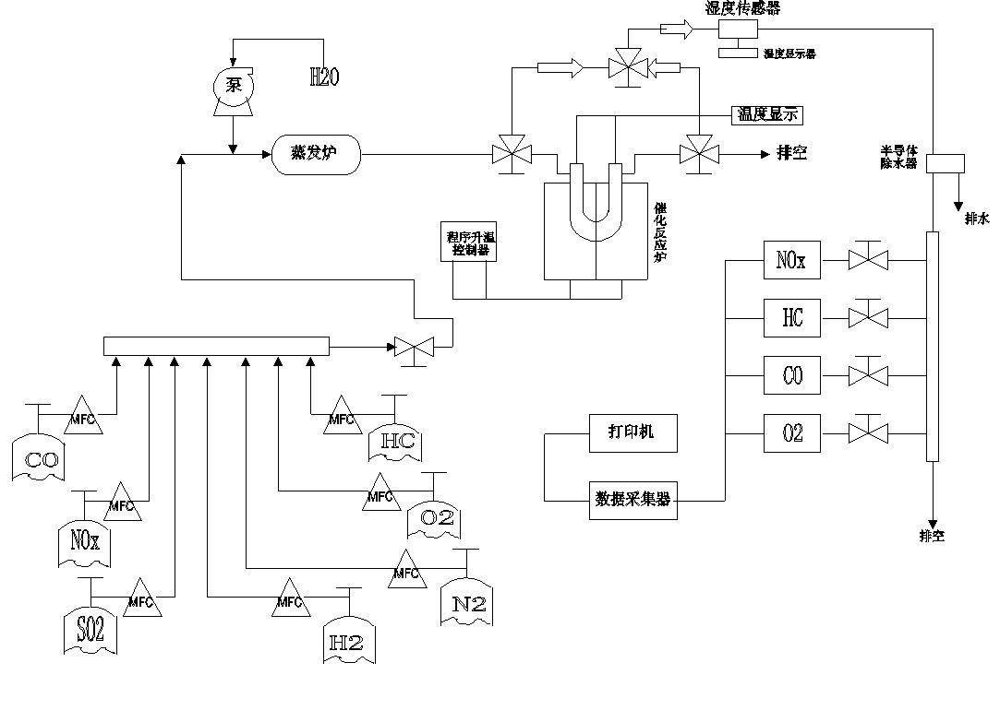 湿度传感器
温度显示器
H2O
泵
温度显示
蒸发炉
排空
半导体
除水器
排水
催化反应炉
程序升温
控制器
NOx
HC
CO
O2
打印机
数据采集器
排空
MFC
CO
MFC
HC
MFC
NOx
MFC
O2
MFC
SO2
MFC
H2
MFC
N2